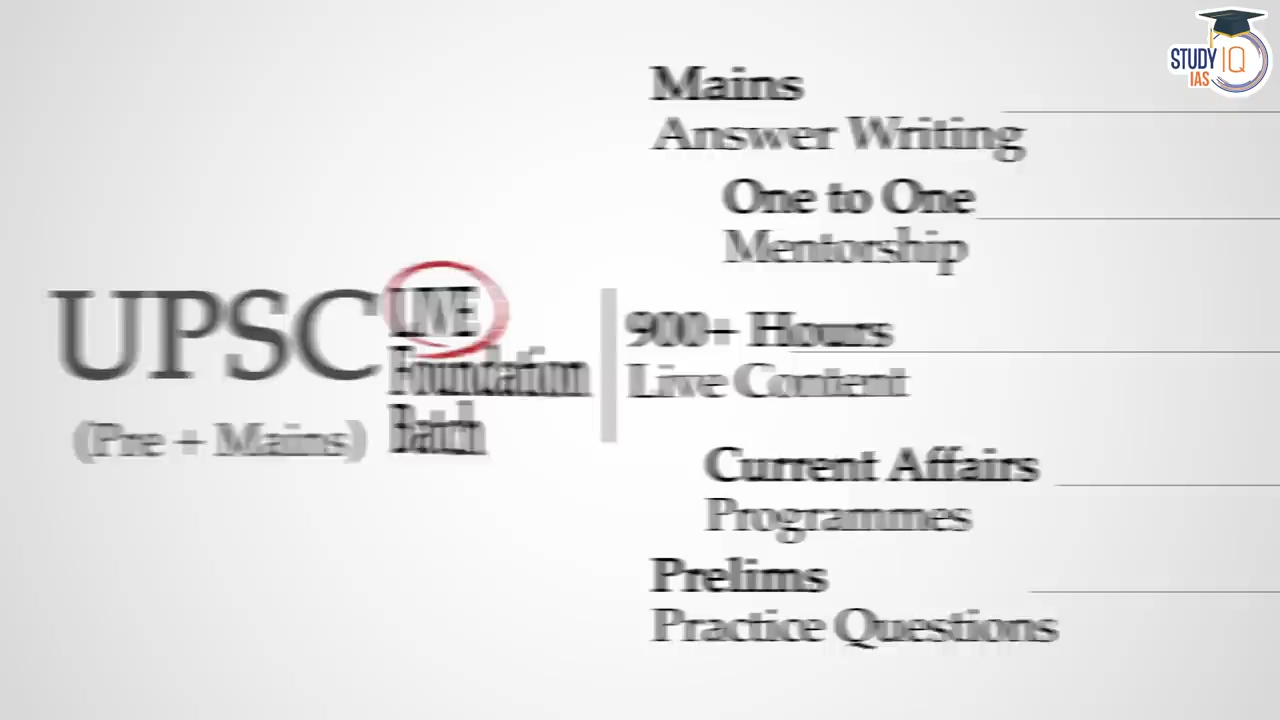 UPSC
LIVE
Foundation
Batch
(Pre + Mains)
Mains
Answer Writing
One to One
Mentorship
900+ Hours
Live Content
Current Affairs
Programmes
Prelims
Practice Questions
STUDY IQ
IAS